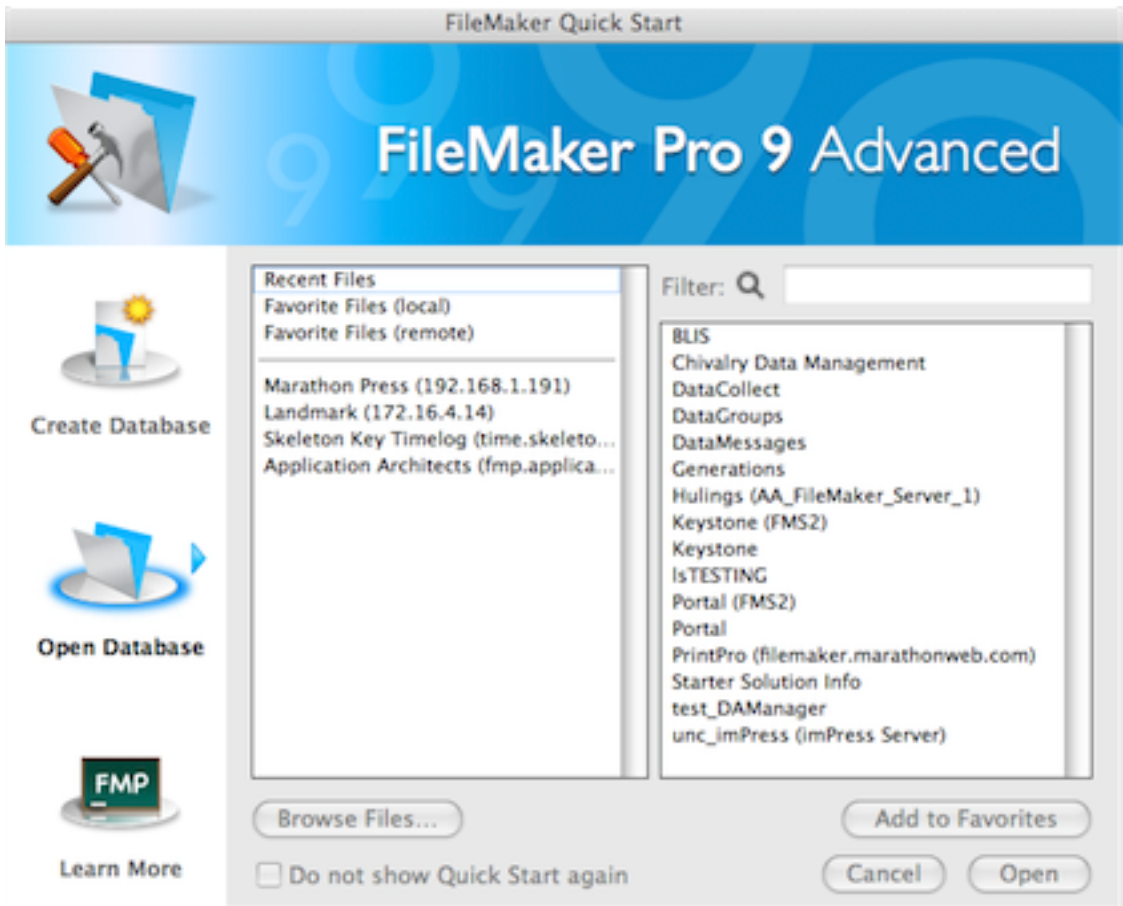 FileMaker Quick Start
FileMaker Pro 9 Advanced
Create Database
Open Database
FMP
Learn More
Recent Files
Favorite Files (local)
Favorite Files (remote)
Marathon Press (192.168.1.191)
Landmark (172.16.4.14)
Skeleton Key Timelog (time.skeleto...
Application Architects (fmp.applica...
Filter:
BLIS
Chivalry Data Management
DataCollect
DataGroups
DataMessages
Generations
Hulings (AA_FileMaker_Server_1)
Keystone (FMS2)
Keystone
lsTESTING
Portal (FMS2)
Portal
PrintPro (filemaker.marathonweb.com)
Starter Solution Info
test_DAManager
unc_imPress (imPress Server)
Browse Files...
Add to Favorites
Do not show Quick Start again
Cancel
Open